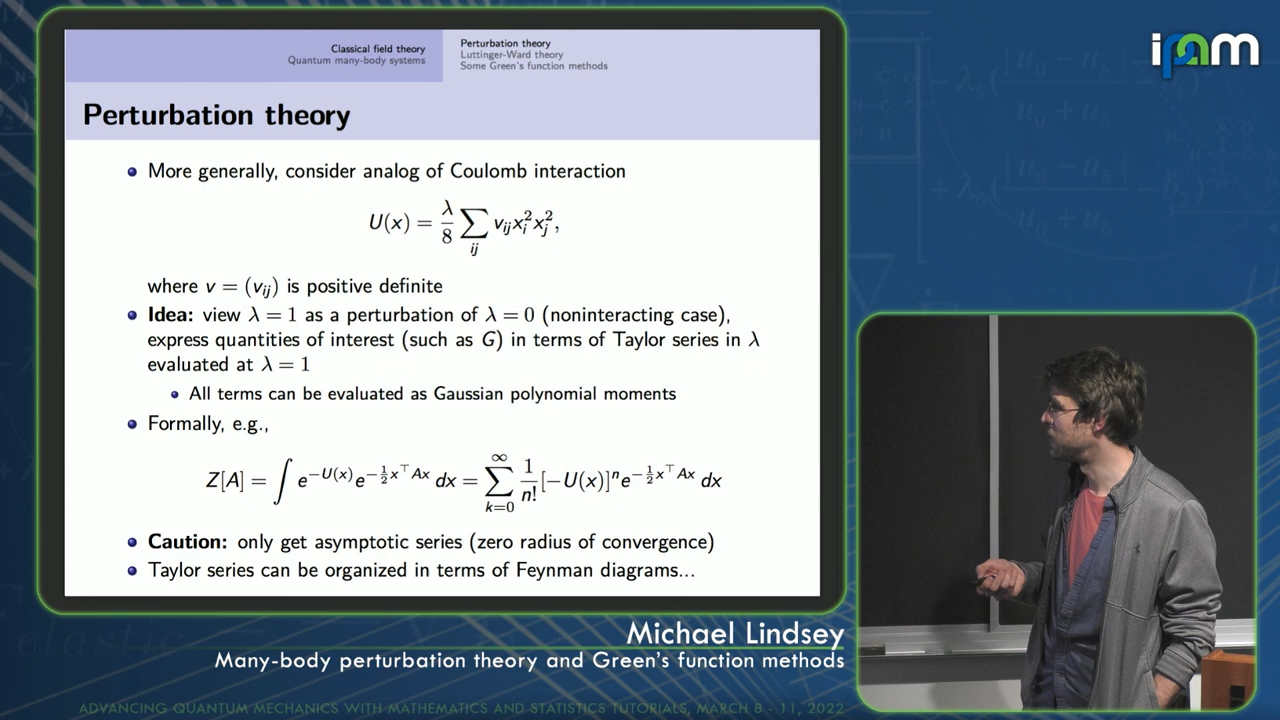 Classical field theory
Quantum many-body systems
Perturbation theory
Luttinger-Ward theory
Some Green's function methods
ipam
Perturbation theory
More generally, consider analog of Coulomb interaction
U(x) = λ/8 ∑_{ij} v_{ij}x_i^2x_j^2,
where v = (v_{ij}) is positive definite
Idea: view λ = 1 as a perturbation of λ = 0 (noninteracting case),
express quantities of interest (such as G) in terms of Taylor series in λ
evaluated at λ = 1
All terms can be evaluated as Gaussian polynomial moments
Formally, e.g.,
Z[A] = ∫ e^{-U(x)}e^{-\frac{1}{2}x^⊤Ax} dx = ∑_{k=0}^{∞} \frac{1}{n!}[-U(x)]^n e^{-\frac{1}{2}x^⊤Ax} dx
Caution: only get asymptotic series (zero radius of convergence)
Taylor series can be organized in terms of Feynman diagrams...
Michael Lindsey
Many-body perturbation theory and Green's function methods
ADVANCING QUANTUM MECHANICS WITH MATHEMATICS AND STATISTICS TUTORIALS, MARCH 8 - 11, 2022